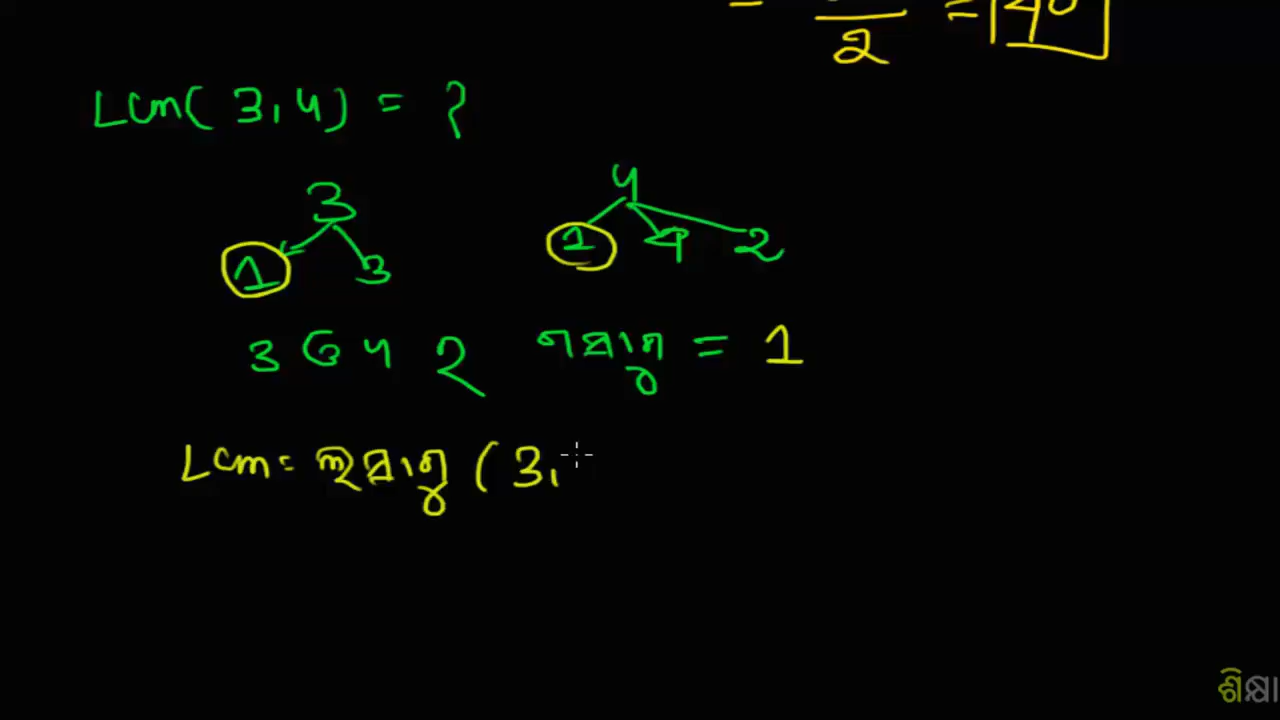 = 2 = 40
Lcm( 3, 4) = ?
3 4
1 3 1 4 2
3 ଓ 4 ର ଗସାଗୁ = 1
Lcm = ଲସାଗୁ ( 3,
ଶିକ୍ଷା